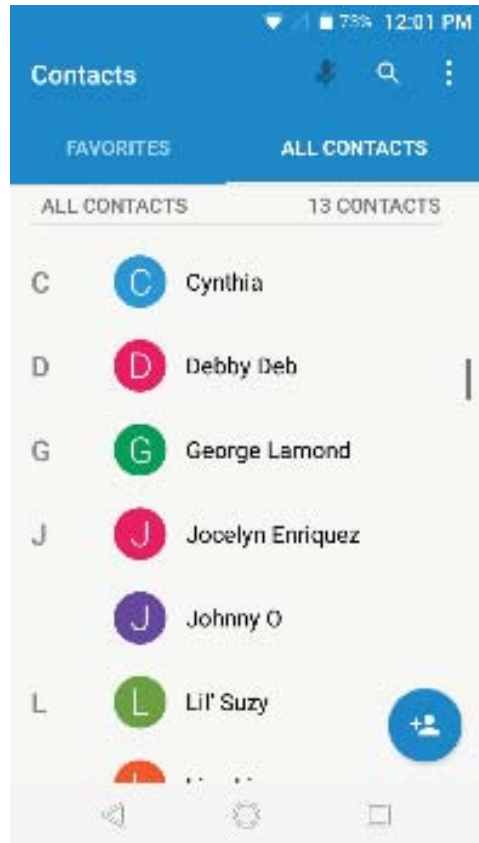 73% 12:01 PM
Contacts
FAVORITES ALL CONTACTS
ALL CONTACTS 13 CONTACTS
C C Cynthia
D D Debby Deb
G G George Lamond
J J Jocelyn Enriquez
J Johnny O
L L Lil' Suzy